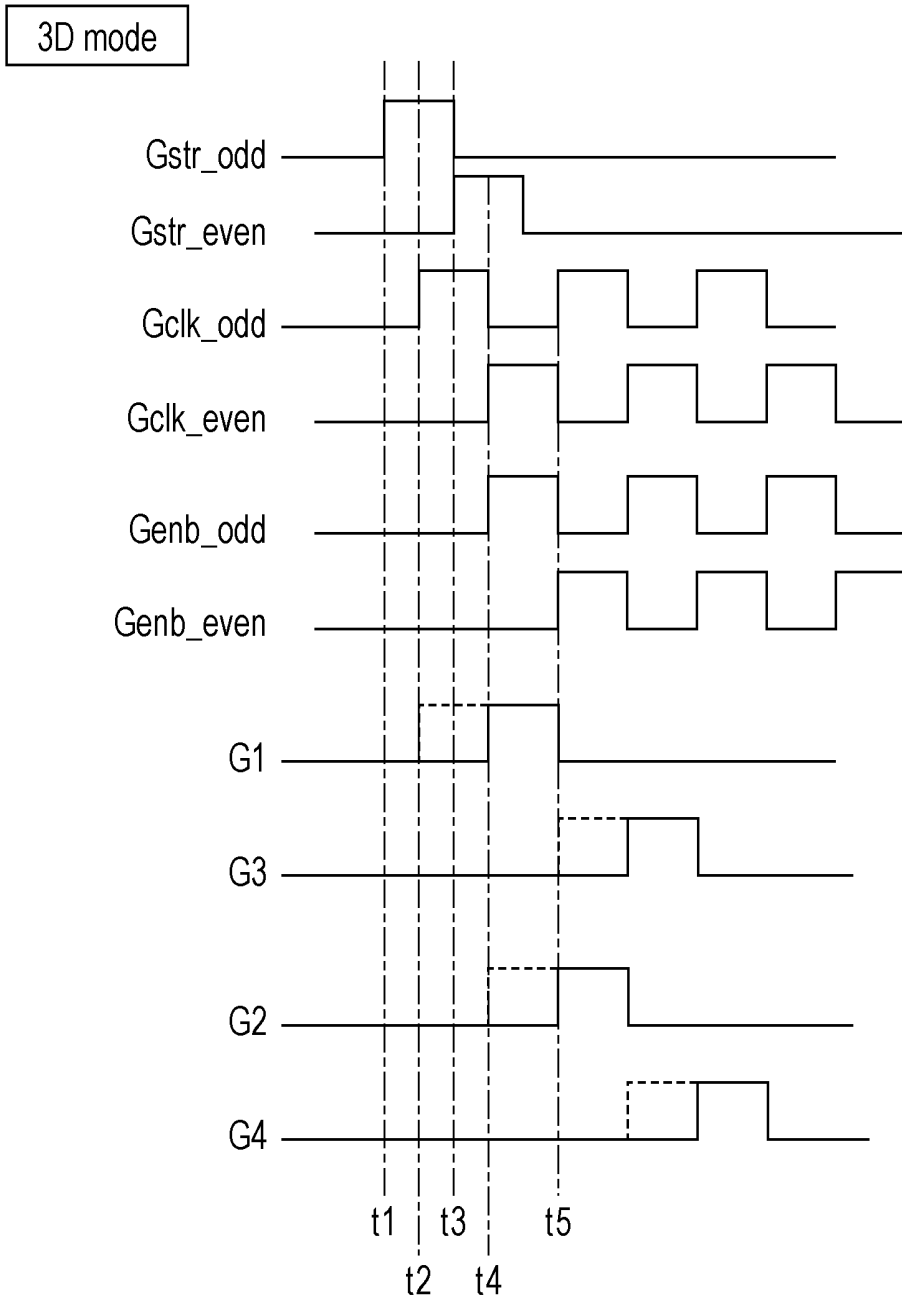 3D mode
Gstr_odd
Gstr_even
Gclk_odd
Gclk_even
Genb_odd
Genb_even
G1
G3
G2
G4
t1 t3 t5
t2 t4